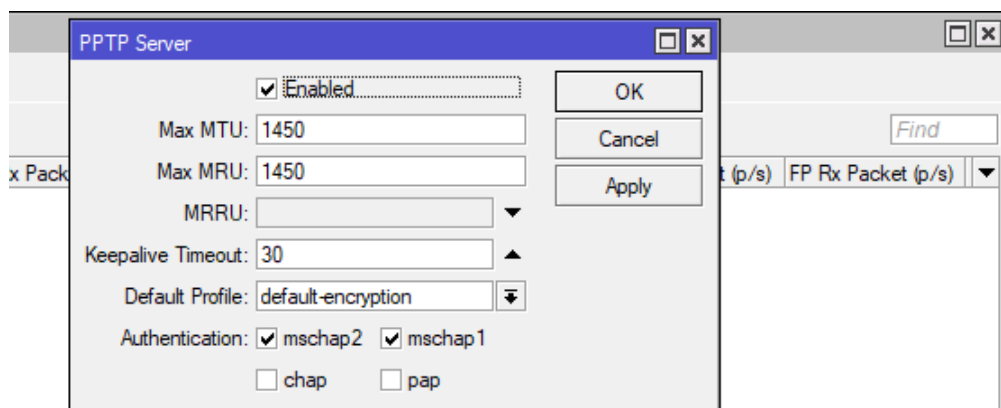 PPTP Server
Enabled
OK
Max MTU: 1450
Cancel
Find
Max MRU: 1450
x Pack
Apply
t (p/s) FP Rx Packet (p/s)
MRRU:
Keepalive Timeout: 30
Default Profile: default-encryption
Authentication: mschap2 mschap1
chap pap